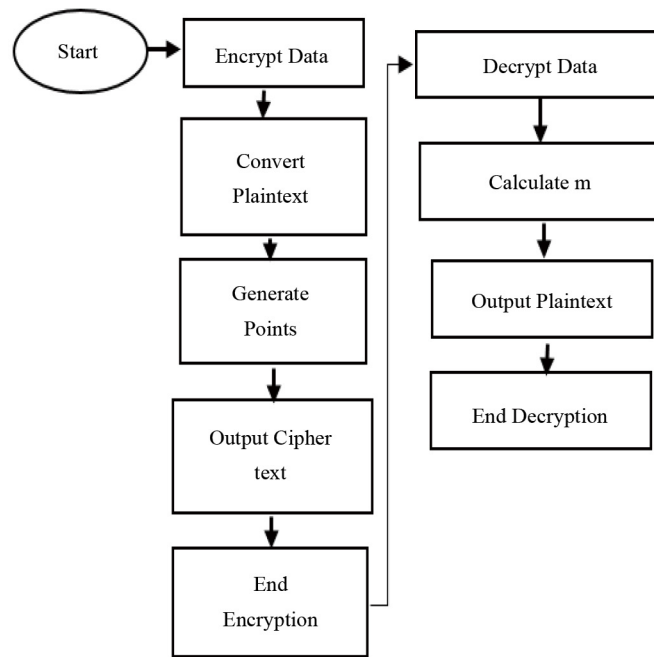 Start
Encrypt Data
Convert
Plaintext
Generate
Points
Output Cipher
text
End
Encryption
Decrypt Data
Calculate m
Output Plaintext
End Decryption